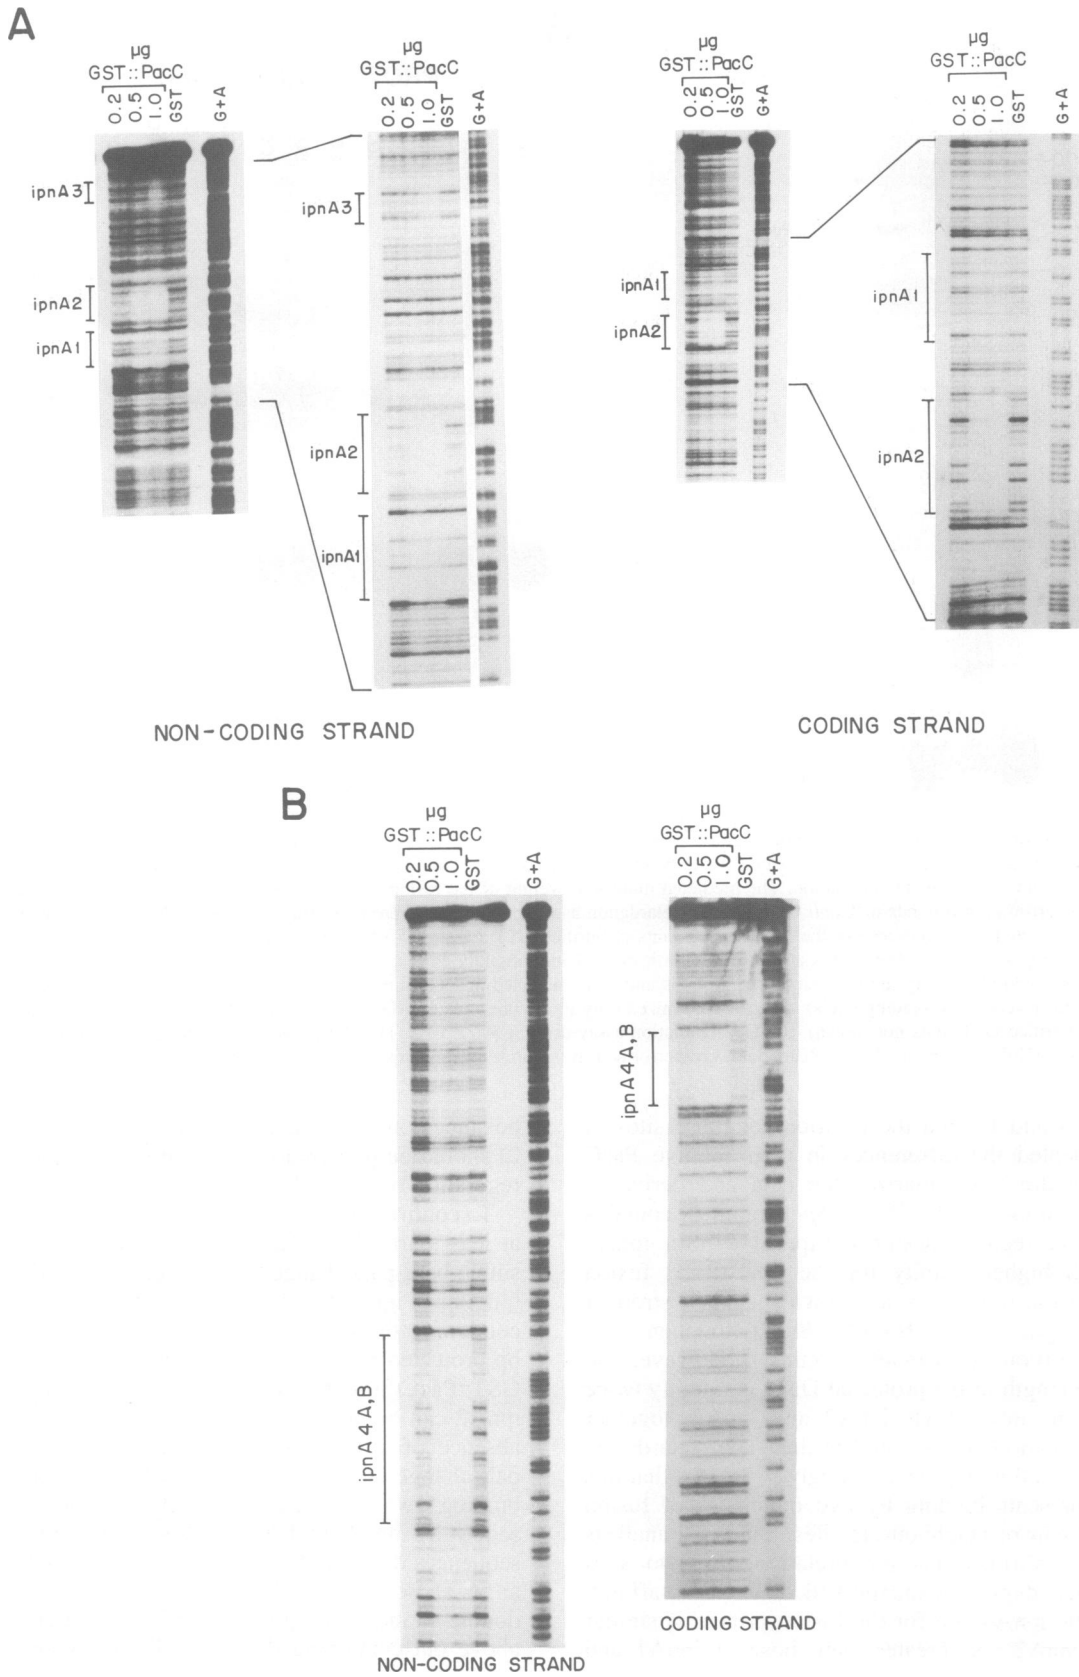 A
µg
GST::PacC
0.2
0.5
1.0
GST
G+A
ipnA3
ipnA2
ipnA1
µg
GST::PacC
0.2
0.5
1.0
GST
G+A
ipnA3
ipnA2
ipnA1
NON-CODING STRAND
µg
GST::PacC
0.2
0.5
1.0
GST
G+A
ipnA1
ipnA2
µg
GST::PacC
0.2
0.5
1.0
GST
G+A
ipnA1
ipnA2
CODING STRAND
B
µg
GST::PacC
0.2
0.5
1.0
GST
G+A
ipnA4A,B
NON-CODING STRAND
µg
GST::PacC
0.2
0.5
1.0
GST
G+A
ipnA4A,B
CODING STRAND